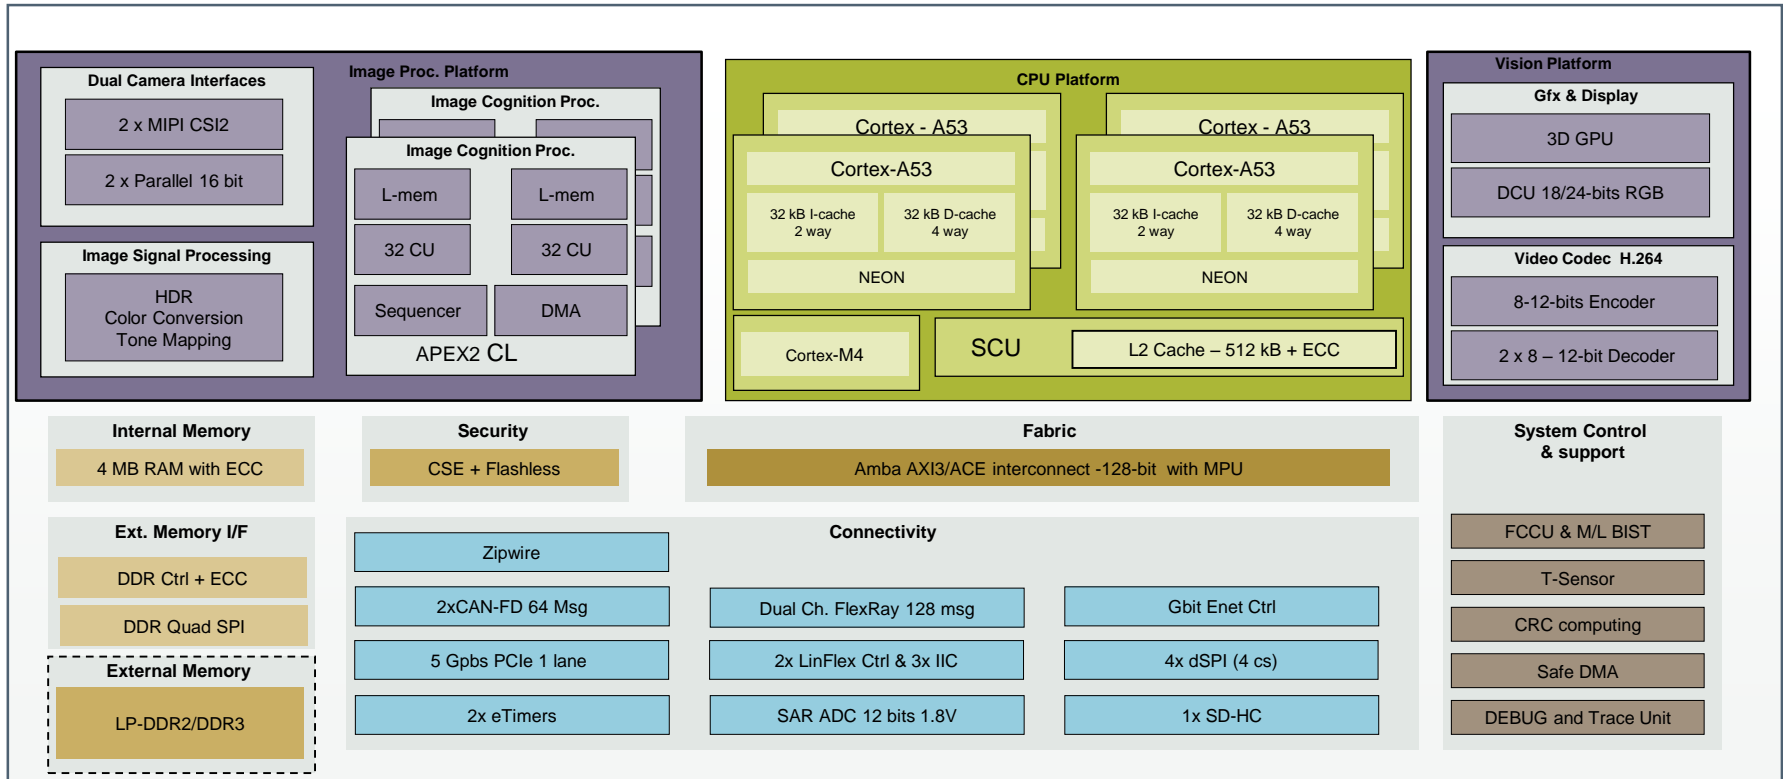 Image Proc. Platform
Dual Camera Interfaces
2 x MIPI CSI2
2 x Parallel 16 bit
Image Signal Processing
HDR
Color Conversion
Tone Mapping
Image Cognition Proc.
Image Cognition Proc.
L-mem
L-mem
32 CU
32 CU
Sequencer
DMA
APEX2 CL
CPU Platform
Cortex - A53
Cortex-A53
32 kB I-cache
2 way
32 kB D-cache
4 way
NEON
Cortex - A53
Cortex-A53
32 kB I-cache
2 way
32 kB D-cache
4 way
NEON
Cortex-M4
SCU
L2 Cache – 512 kB + ECC
Vision Platform
Gfx & Display
3D GPU
DCU 18/24-bits RGB
Video Codec H.264
8-12-bits Encoder
2 x 8 – 12-bit Decoder
Internal Memory
4 MB RAM with ECC
Security
CSE + Flashless
Fabric
Amba AXI3/ACE interconnect -128-bit with MPU
System Control
& support
FCCU & M/L BIST
T-Sensor
CRC computing
Safe DMA
DEBUG and Trace Unit
Ext. Memory I/F
DDR Ctrl + ECC
DDR Quad SPI
External Memory
LP-DDR2/DDR3
Connectivity
Zipwire
2xCAN-FD 64 Msg
Dual Ch. FlexRay 128 msg
Gbit Enet Ctrl
5 Gpbs PCIe 1 lane
2x LinFlex Ctrl & 3x IIC
4x dSPI (4 cs)
2x eTimers
SAR ADC 12 bits 1.8V
1x SD-HC